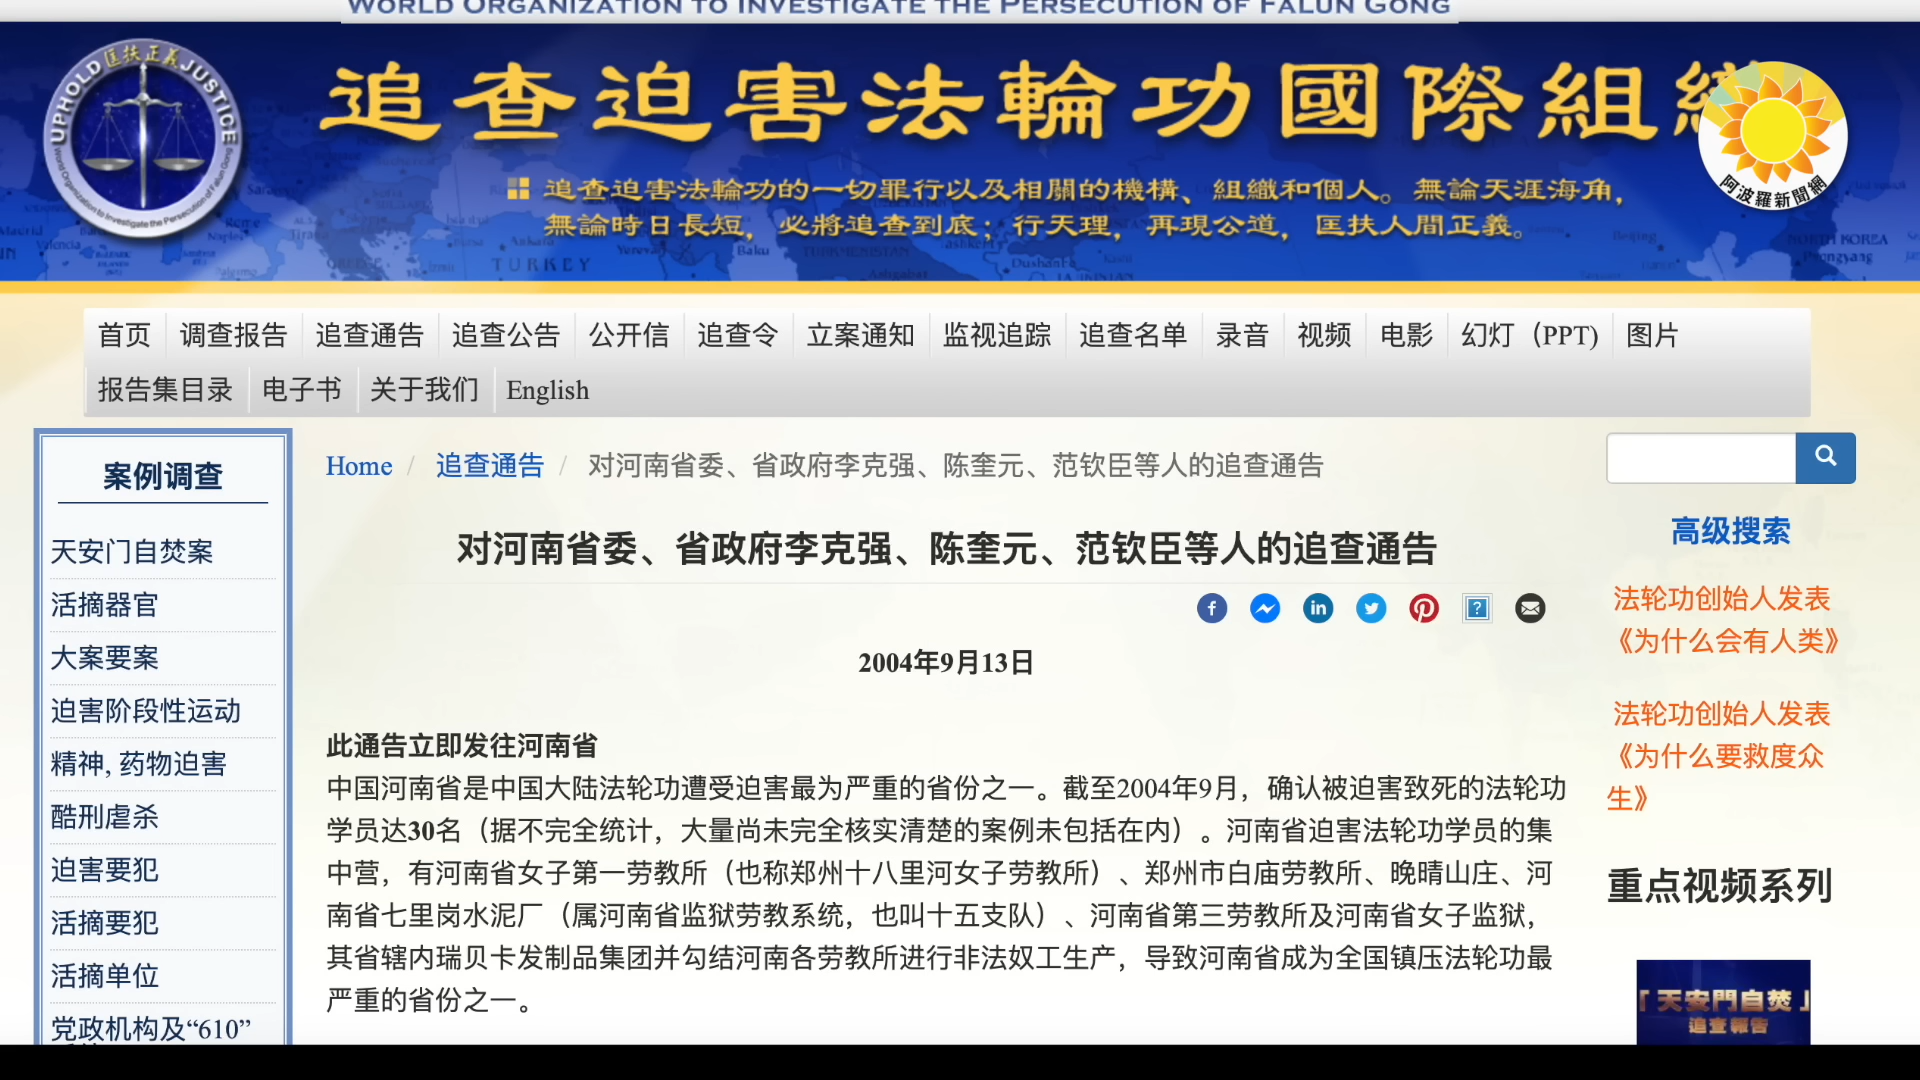 WORLD ORGANIZATION TO INVESTIGATE THE PERSECUTION OF FALUN GONG
UPHOLD 匡扶正義 JUSTICE
World Organization to Investigate the Persecution of Falun Gong
追查迫害法輪功國際組織
阿波羅新聞網
追查迫害法輪功的一切罪行以及相關的機構、組織和個人。無論天涯海角，
無論時日長短，必將追查到底；行天理，再現公道，匡扶人間正義。
首页 调查报告 追查通告 追查公告 公开信 追查令 立案通知 监视追踪 追查名单 录音 视频 电影 幻灯（PPT) 图片
报告集目录 电子书 关于我们 English
案例调查
天安门自焚案
活摘器官
大案要案
迫害阶段性运动
精神, 药物迫害
酷刑虐杀
迫害要犯
活摘要犯
活摘单位
党政机构及“610”
Home / 追查通告 / 对河南省委、省政府李克强、陈奎元、范钦臣等人的追查通告
对河南省委、省政府李克强、陈奎元、范钦臣等人的追查通告
2004年9月13日
此通告立即发往河南省
中国河南省是中国大陆法轮功遭受迫害最为严重的省份之一。截至2004年9月，确认被迫害致死的法轮功
学员达30名（据不完全统计，大量尚未完全核实清楚的案例未包括在内）。河南省迫害法轮功学员的集
中营，有河南省女子第一劳教所（也称郑州十八里河女子劳教所）、郑州市白庙劳教所、晚晴山庄、河
南省七里岗水泥厂（属河南省监狱劳教系统，也叫十五支队）、河南省第三劳教所及河南省女子监狱，
其省辖内瑞贝卡发制品集团并勾结河南各劳教所进行非法奴工生产，导致河南省成为全国镇压法轮功最
严重的省份之一。
高级搜索
法轮功创始人发表
《为什么会有人类》
法轮功创始人发表
《为什么要救度众
生》
重点视频系列
「天安門自焚」
追查報告